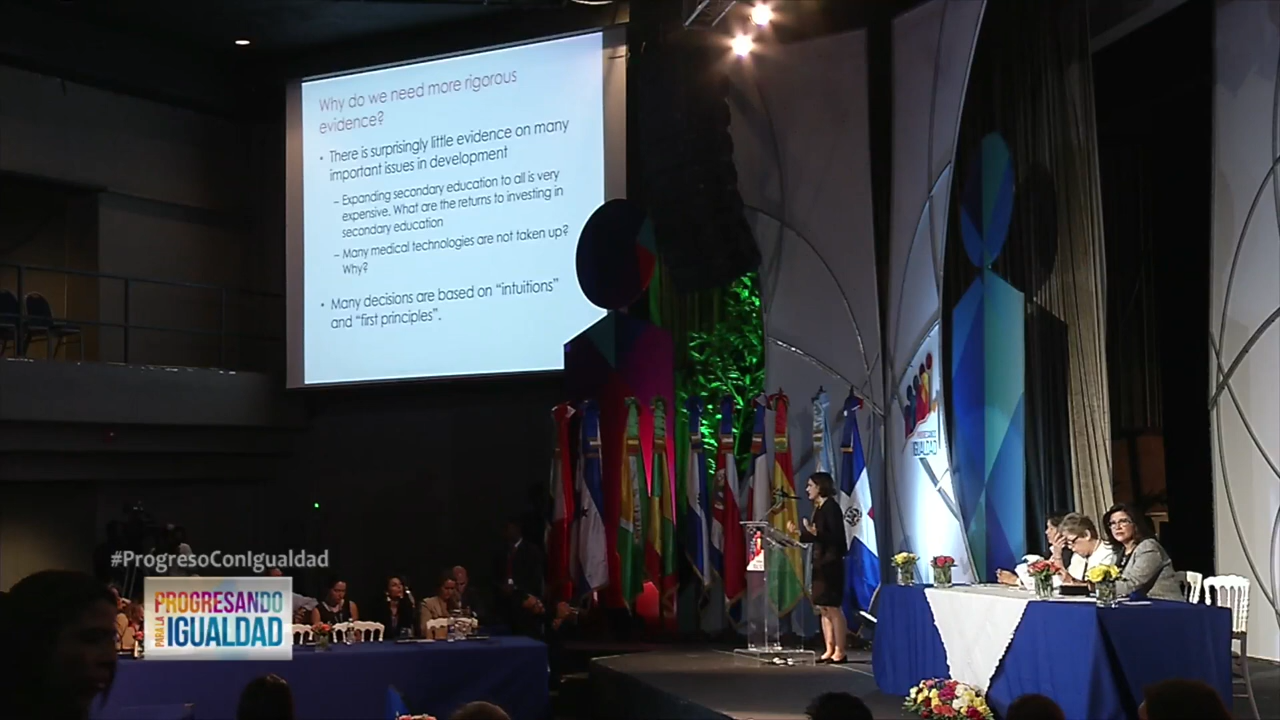 Why do we need more rigorous
evidence?
• There is surprisingly little evidence on many
important issues in development
– Expanding secondary education to all is very
expensive. What are the returns to investing in
secondary education
– Many medical technologies are not taken up?
Why?
• Many decisions are based on “intuitions”
and “first principles”.
PROGRESANDO
IGUALDAD
#ProgresoConIgualdad
PROGRESANDO
PARA LA
IGUALDAD